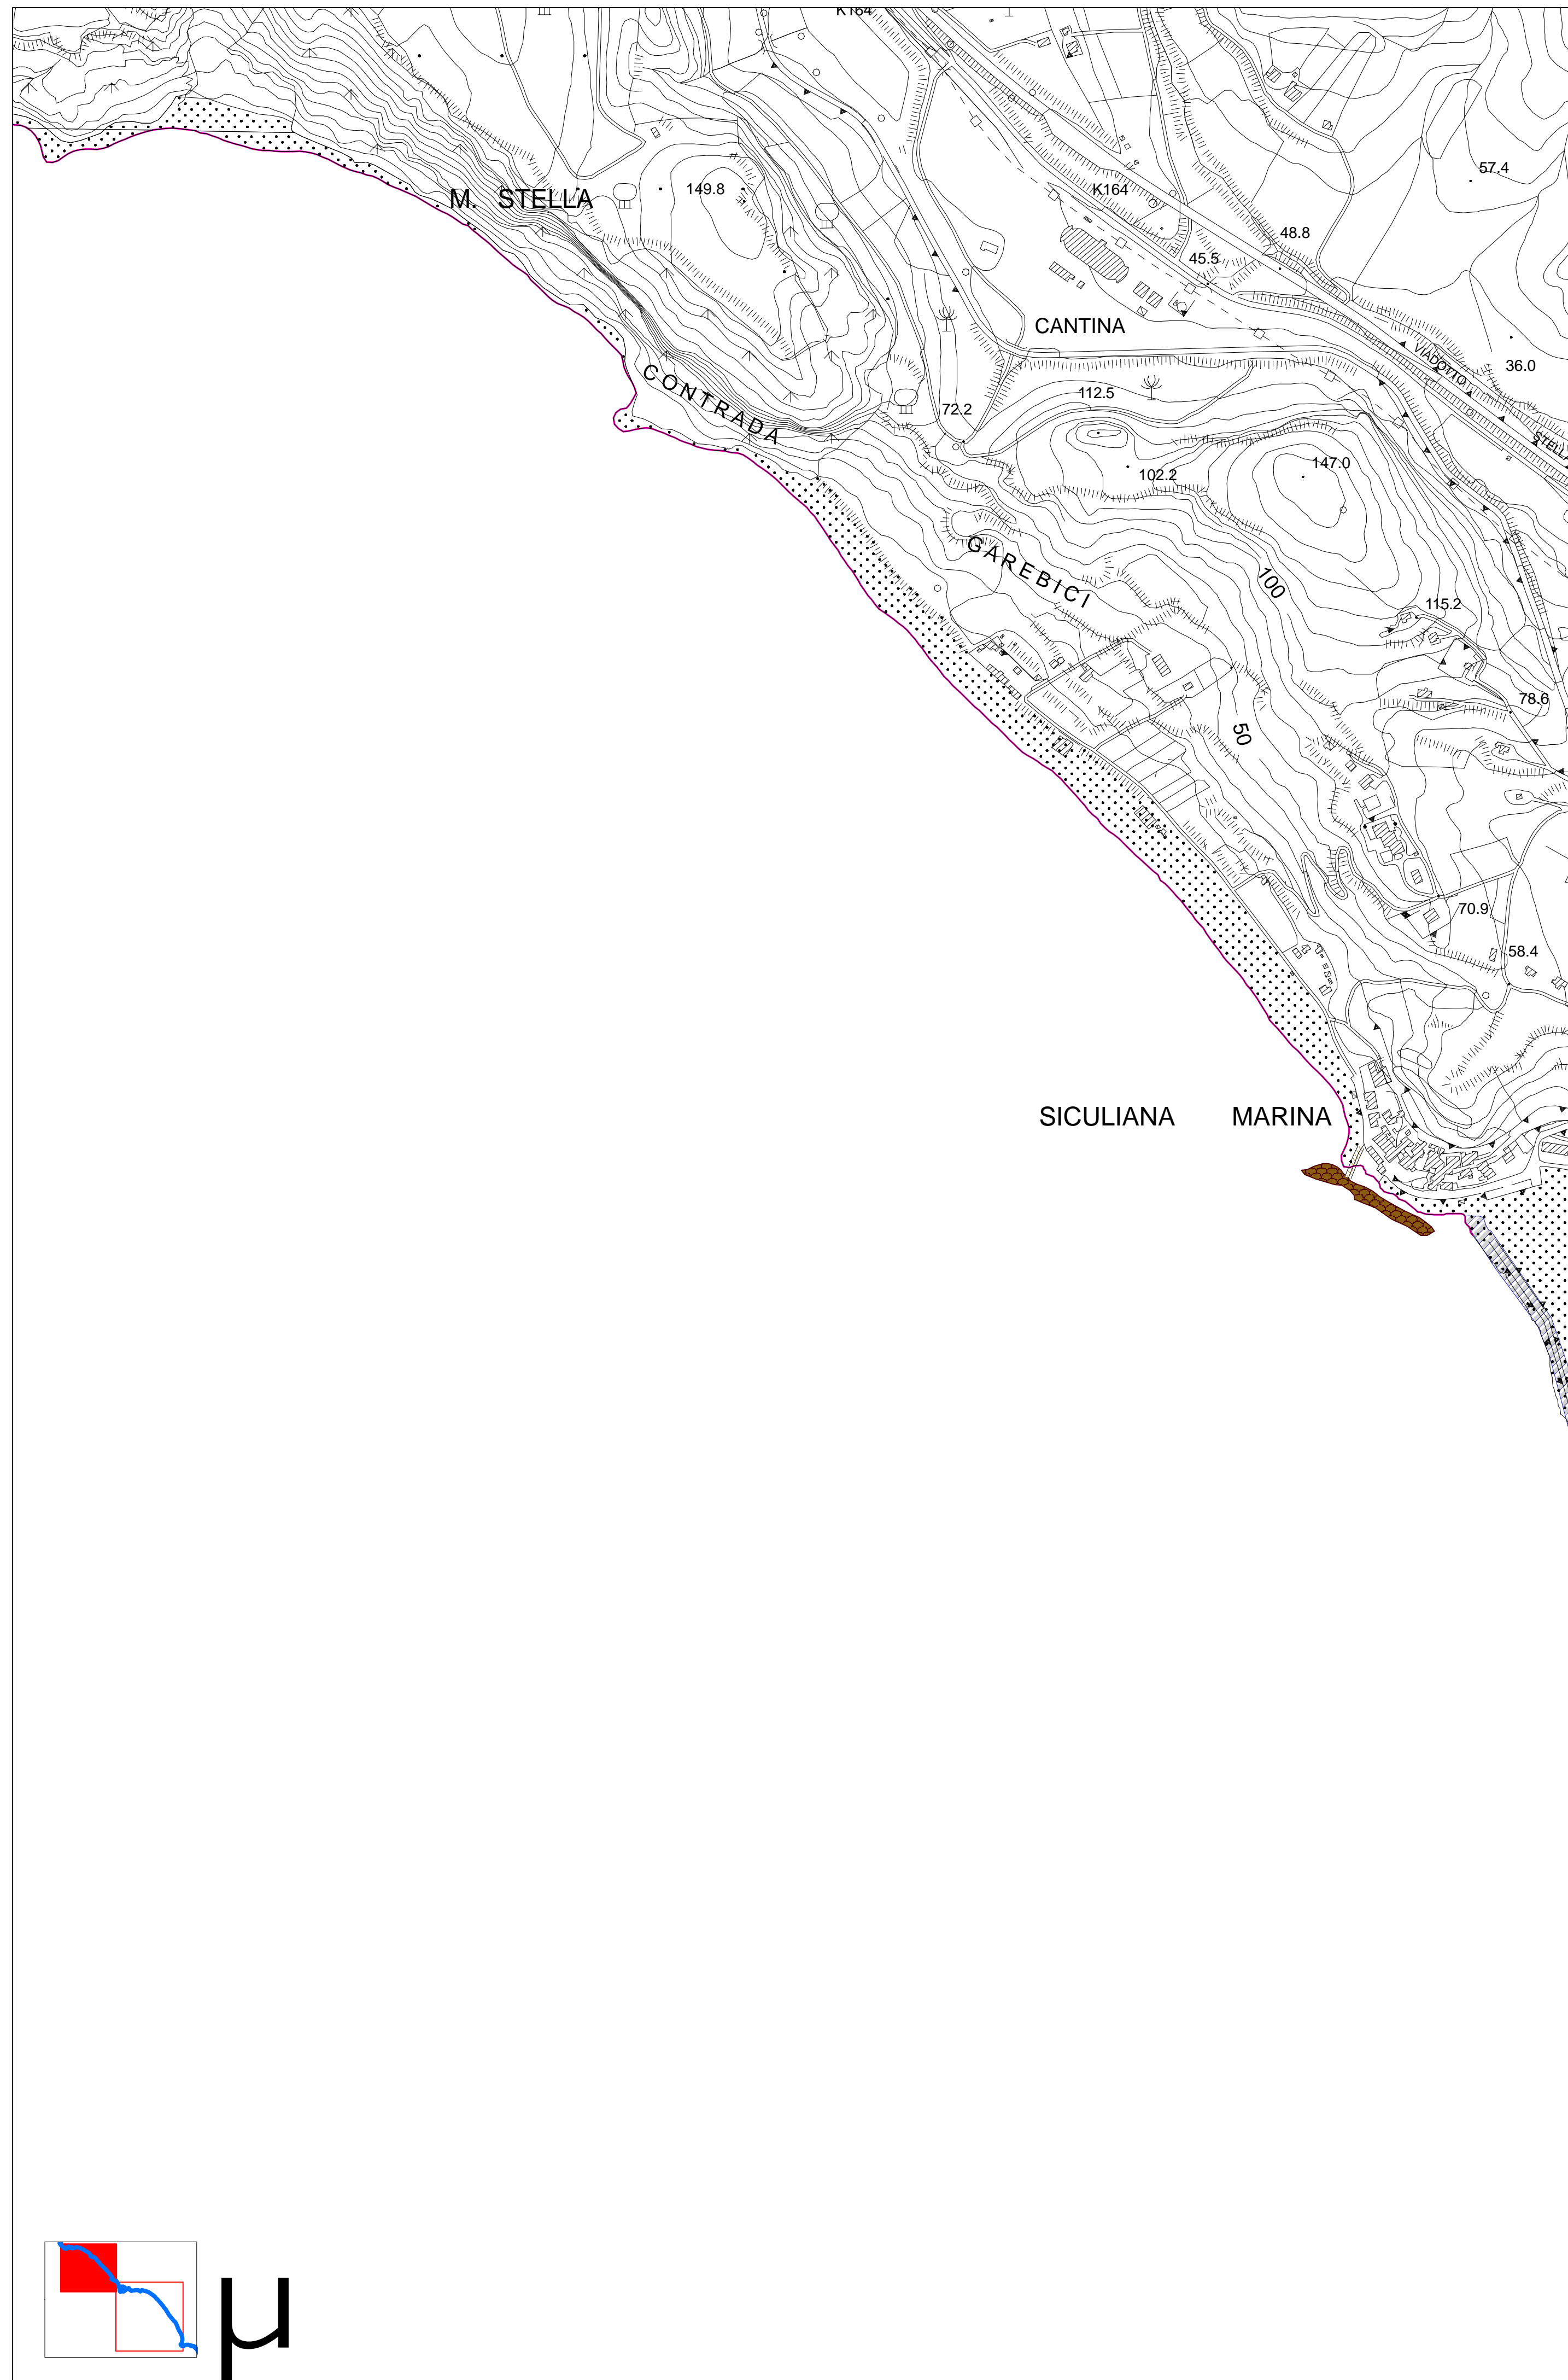 K164
57.4
M. STELLA
149.8
K164
48.8
45.5
CANTINA
VIADOTTO
36.0
CONTRADA
112.5
72.2
STELLA
102.2
147.0
GAREBICI
100
115.2
78.6
50
70.9
58.4
SICULIANA MARINA
µ